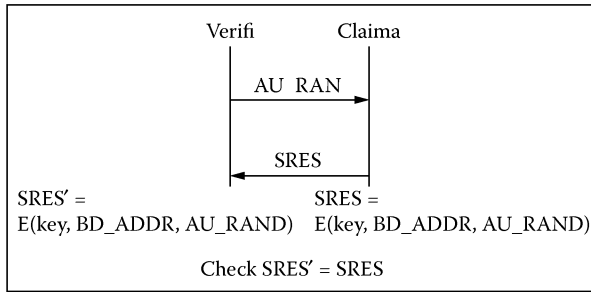 Verifi
Claima
AU RAN
SRES
SRES′ =
E(key, BD_ADDR, AU_RAND)
SRES =
E(key, BD_ADDR, AU_RAND)
Check SRES′ = SRES